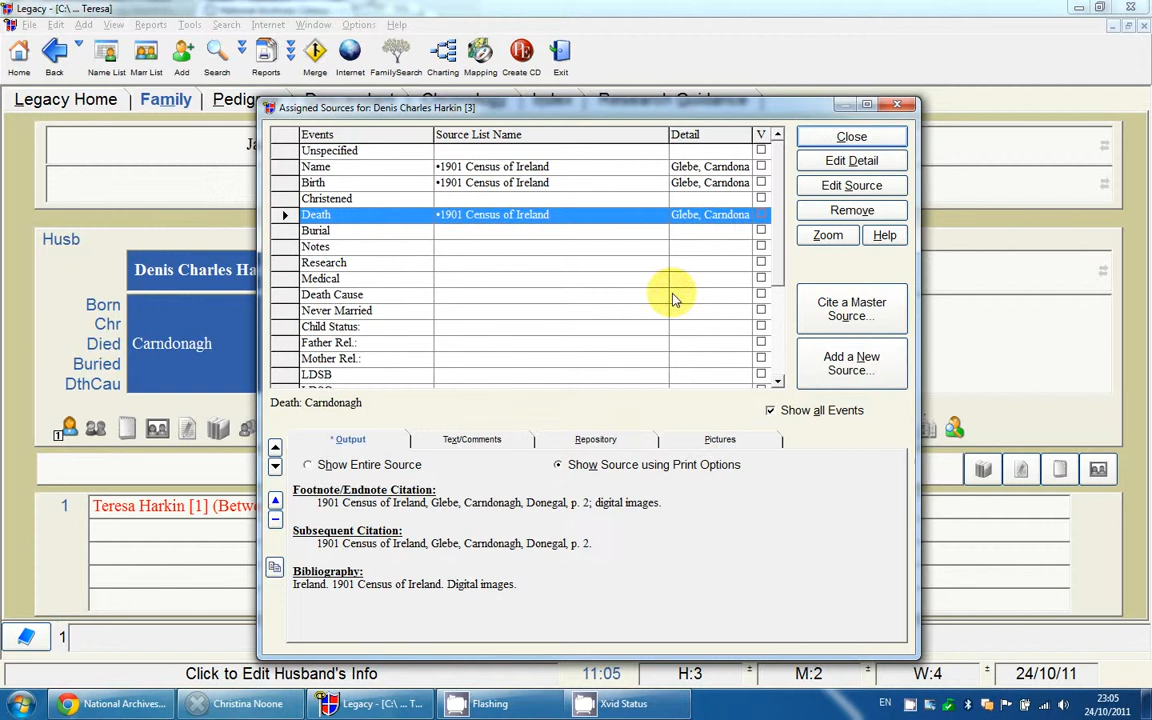 Legacy - [C:\ ... Teresa]
File Edit Add View Reports Tools Search Internet Window Options Help
Home Back Name List Marr List Add Search Reports Merge Internet FamilySearch Charting Mapping Create CD Exit
Legacy Home Family
Assigned Sources for: Denis Charles Harkin [3]
Events Source List Name Detail V
Unspecified
Name •1901 Census of Ireland Glebe, Carndona
Birth •1901 Census of Ireland Glebe, Carndona
Christened
Death •1901 Census of Ireland Glebe, Carndona
Burial
Notes
Research
Medical
Death Cause
Never Married
Child Status:
Father Rel.:
Mother Rel.:
LDSB
Close
Edit Detail
Edit Source
Remove
Zoom Help
Cite a Master
Source...
Add a New
Source...
Death: Carndonagh
Show all Events
* Output Text/Comments Repository Pictures
Show Entire Source Show Source using Print Options
Footnote/Endnote Citation:
1901 Census of Ireland, Glebe, Carndonagh, Donegal, p. 2; digital images.
Subsequent Citation:
1901 Census of Ireland, Glebe, Carndonagh, Donegal, p. 2.
Bibliography:
Ireland. 1901 Census of Ireland. Digital images.
Husb
Denis Charles Ha
Born
Chr
Died Carndonagh
Buried
DthCau
1
1 Teresa Harkin [1] (Betw
1
Click to Edit Husband's Info 11:05 H:3 M:2 W:4 24/10/11
National Archives... Christina Noone Legacy - [C:\ ... T... Flashing Xvid Status
EN 23:05
24/10/2011